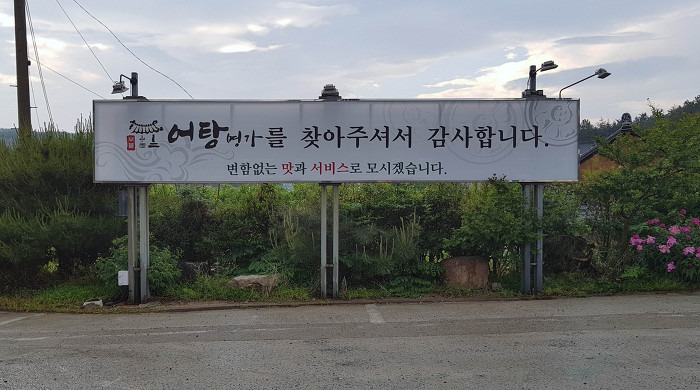 어탕명가를 찾아주셔서 감사합니다.
변함없는 맛과 서비스로 모시겠습니다.